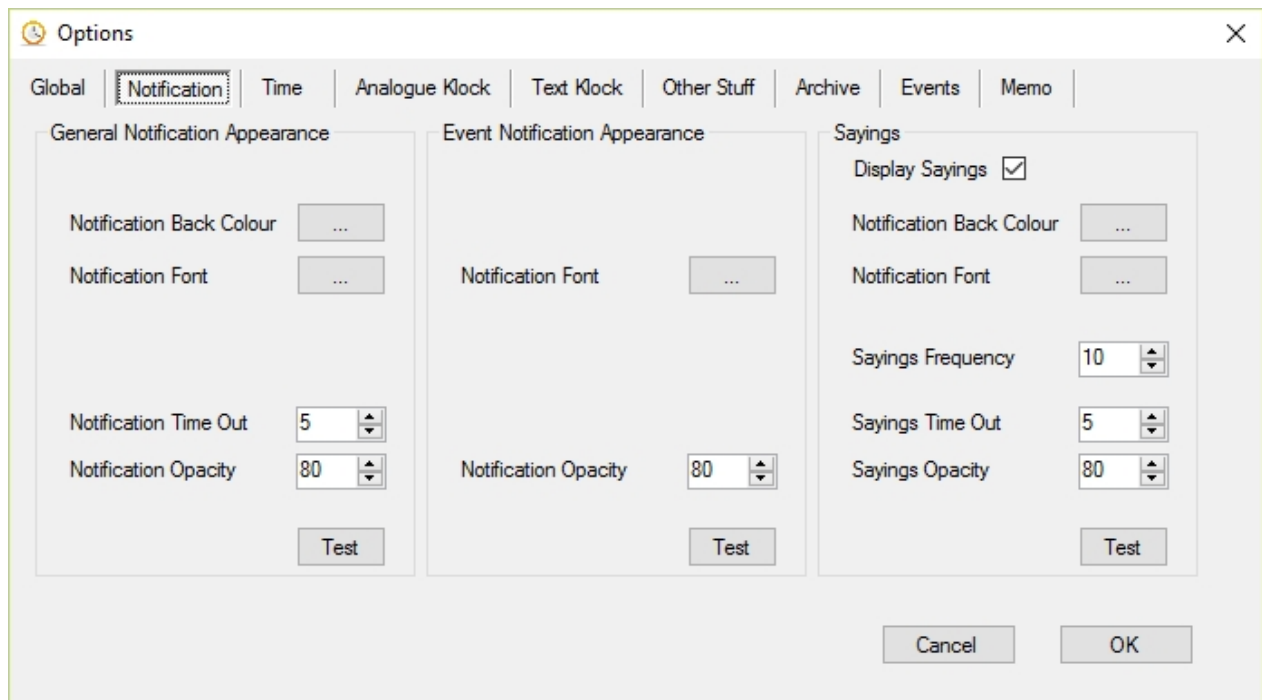 Options
Global Notification Time Analogue Klock Text Klock Other Stuff Archive Events Memo
General Notification Appearance
Notification Back Colour ...
Notification Font ...
Notification Time Out 5
Notification Opacity 80
Test
Event Notification Appearance
Notification Font ...
Notification Opacity 80
Test
Sayings
Display Sayings
Notification Back Colour ...
Notification Font ...
Sayings Frequency 10
Sayings Time Out 5
Sayings Opacity 80
Test
Cancel OK